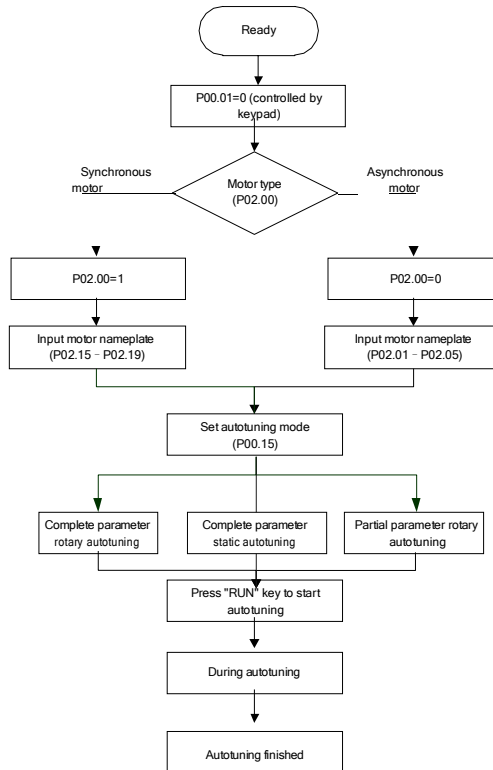 Ready
P00.01=0 (controlled by
keypad)
Synchronous
motor
Motor type
(P02.00)
Asynchronous
motor
P02.00=1
P02.00=0
Input motor nameplate
(P02.15 - P02.19)
Input motor nameplate
(P02.01 - P02.05)
Set autotuning mode
(P00.15)
Complete parameter
rotary autotuning
Complete parameter
static autotuning
Partial parameter rotary
autotuning
Press "RUN" key to start
autotuning
During autotuning
Autotuning finished